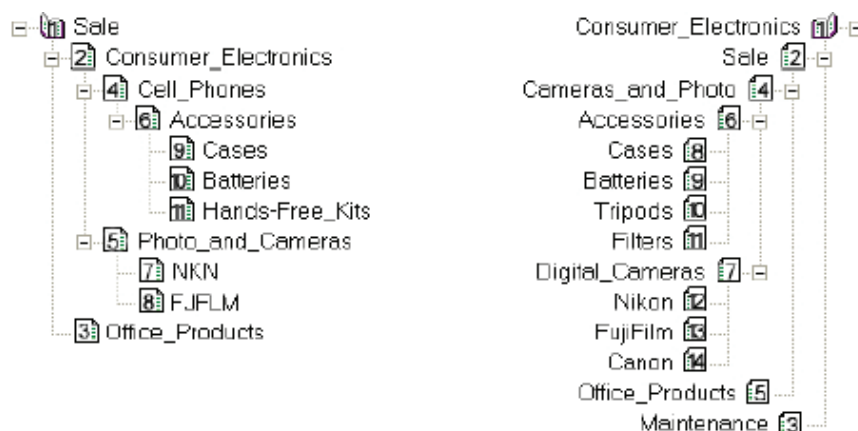 1 Sale
2 Consumer_Electronics
4 Cell_Phones
6 Accessories
9 Cases
10 Batteries
11 Hands-Free_Kits
5 Photo_and_Cameras
7 NKN
8 FJFLM
3 Office_Products
Consumer_Electronics 1
Sale 2
Cameras_and_Photo 4
Accessories 6
Cases 8
Batteries 9
Tripods 10
Filters 11
Digital_Cameras 7
Nikon 12
FujiFilm 13
Canon 14
Office_Products 5
Maintenance 3